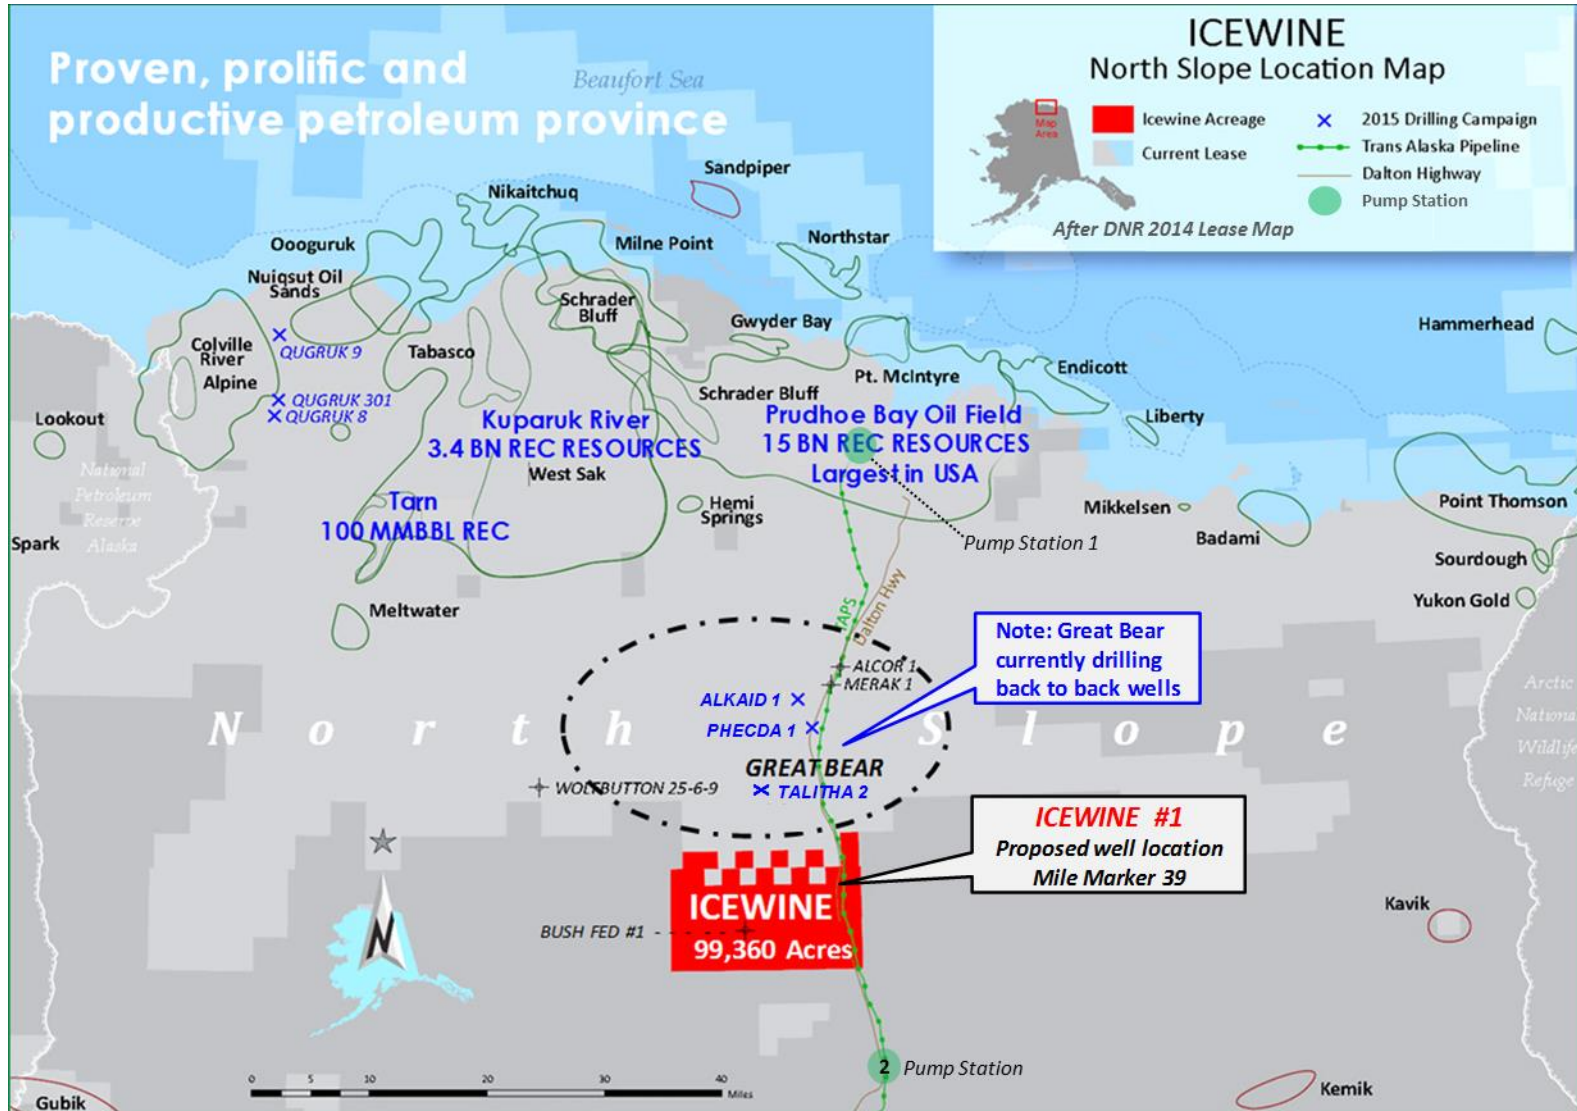 Proven, prolific and
productive petroleum province
Beaufort Sea
ICEWINE
North Slope Location Map
Map
Area
Icewine Acreage
Current Lease
2015 Drilling Campaign
Trans Alaska Pipeline
Dalton Highway
Pump Station
After DNR 2014 Lease Map
Sandpiper
Nikaitchuq
Oooguruk
Milne Point
Northstar
Nuiqsut Oil
Sands
Schrader
Bluff
Gwyder Bay
Hammerhead
Colville
River
QUGRUK 9
Tabasco
Alpine
Pt. McIntyre
Endicott
Schrader Bluff
QUGRUK 301
QUGRUK 8
Lookout
Kuparuk River
3.4 BN REC RESOURCES
Prudhoe Bay Oil Field
15 BN REC RESOURCES
Largest in USA
Liberty
West Sak
National
Petroleum
Reserve
Alaska
Tarn
100 MMBBL REC
Hemi
Springs
Mikkelsen
Point Thomson
Spark
Pump Station 1
Badami
Sourdough
Meltwater
TAPS
Dalton Hwy
Yukon Gold
Note: Great Bear
currently drilling
back to back wells
ALCOR 1
MERAK 1
ALKAID 1
PHECDA 1
Arctic
National
Wildlife
Refuge
North Slope
GREAT BEAR
WOLFBUTTON 25-6-9
TALITHA 2
ICEWINE #1
Proposed well location
Mile Marker 39
ICEWINE
99,360 Acres
BUSH FED #1
Kavik
N
2
Pump Station
0 5 10 20 30 40
Miles
Gubik
Kemik